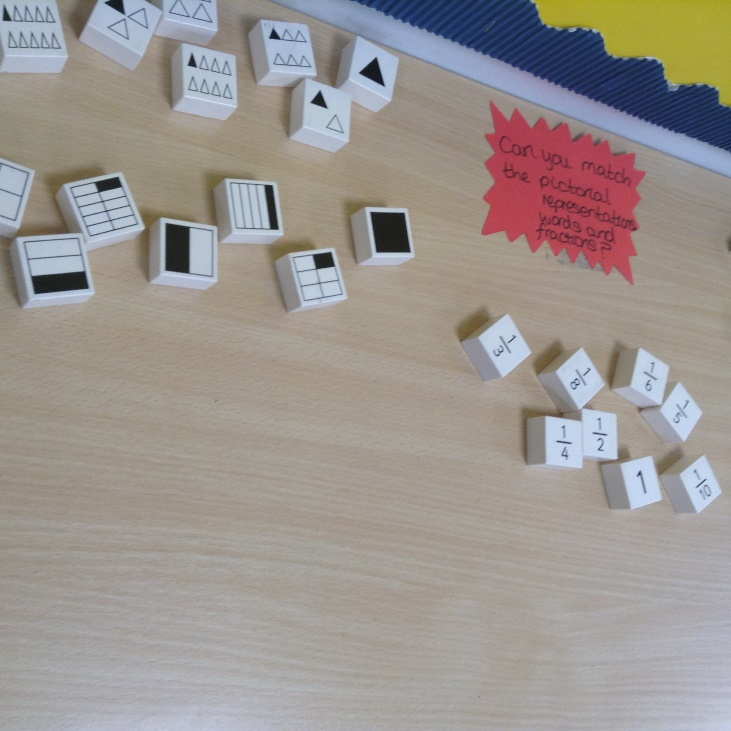 Can you match
the pictorial
representations
words and
fractions?
1/3
1/8
1/6
1/5
1/4
1/2
1
1/10